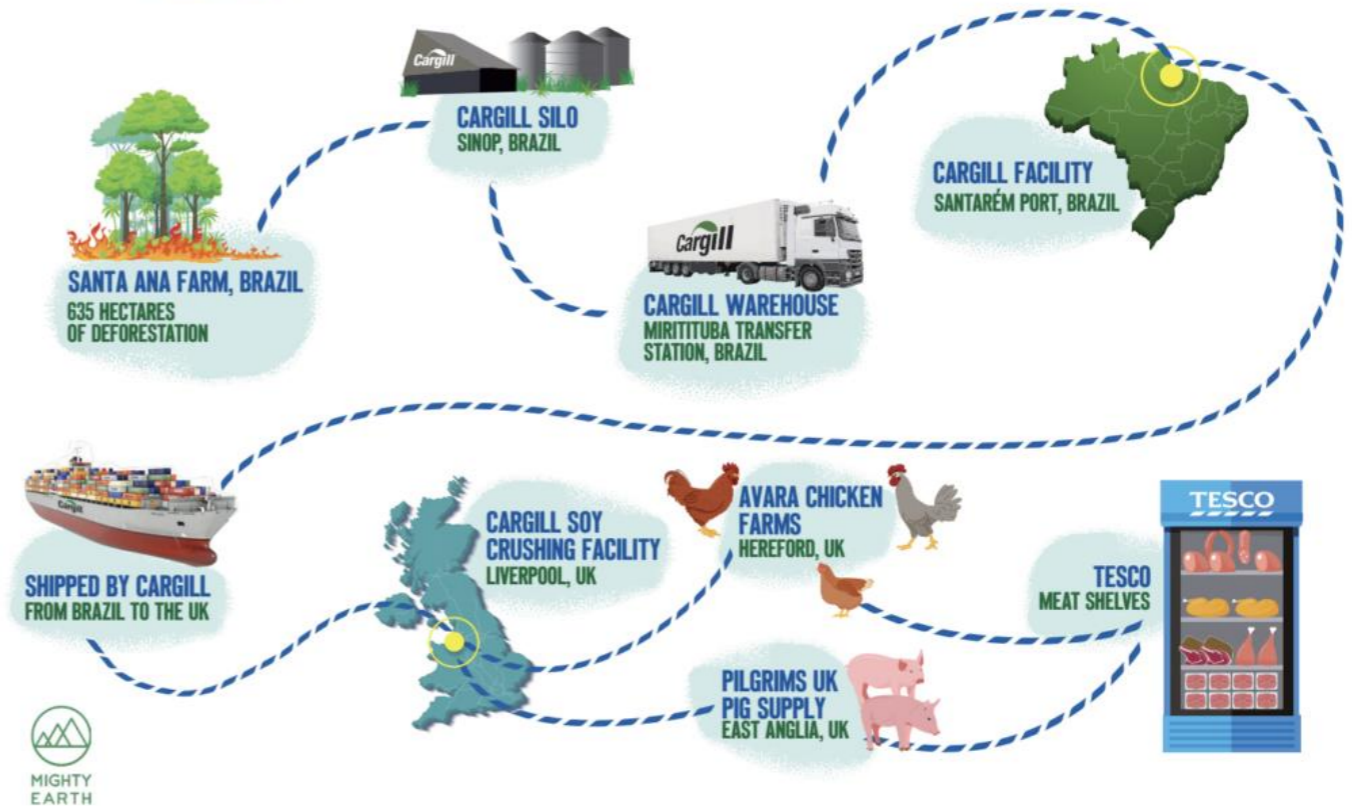 Cargill
CARGILL SILO
SINOP, BRAZIL
SANTA ANA FARM, BRAZIL
635 HECTARES
OF DEFORESTATION
Cargill
CARGILL WAREHOUSE
MIRITITUBA TRANSFER
STATION, BRAZIL
CARGILL FACILITY
SANTARÉM PORT, BRAZIL
Cargill
SHIPPED BY CARGILL
FROM BRAZIL TO THE UK
CARGILL SOY
CRUSHING FACILITY
LIVERPOOL, UK
AVARA CHICKEN
FARMS
HEREFORD, UK
PILGRIMS UK
PIG SUPPLY
EAST ANGLIA, UK
TESCO
MEAT SHELVES
TESCO
MIGHTY
EARTH